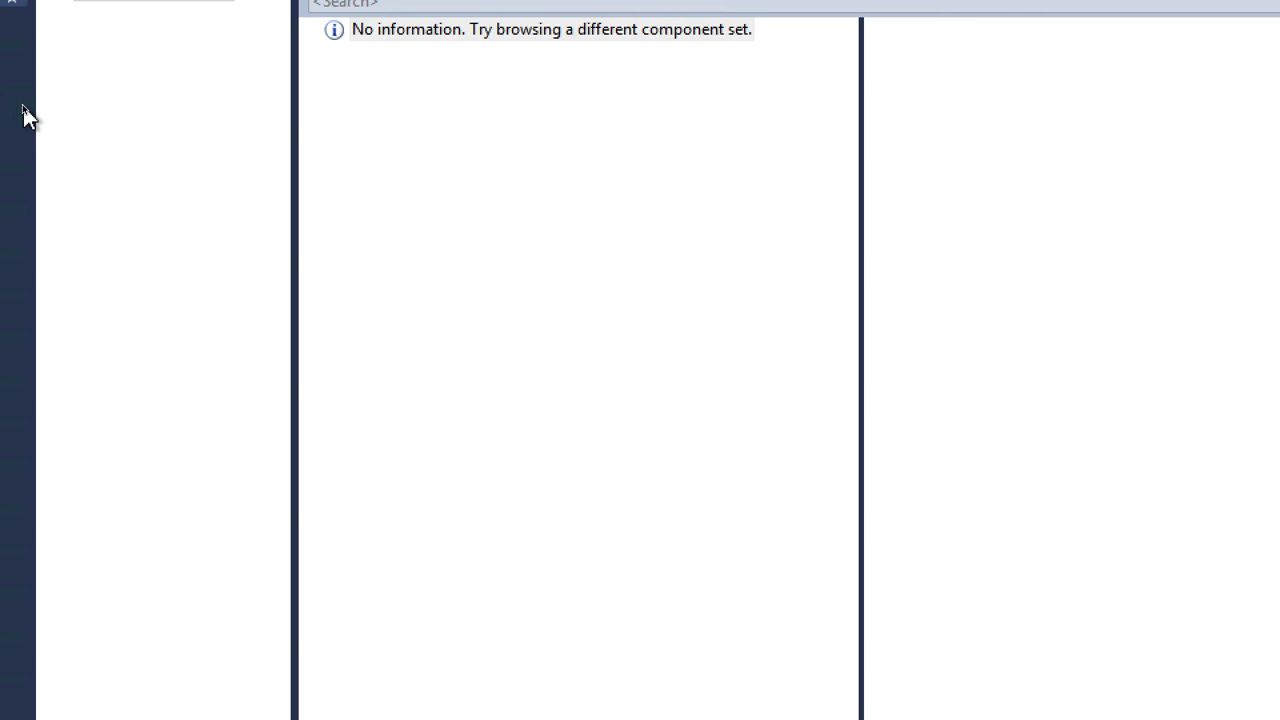 <Search>
No information. Try browsing a different component set.